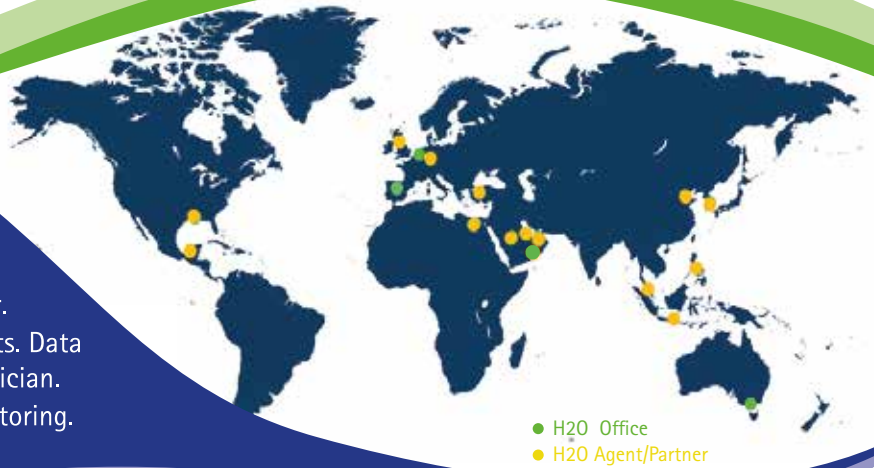 ts. Data
ician.
toring.
H2O Office
H2O Agent/Partner